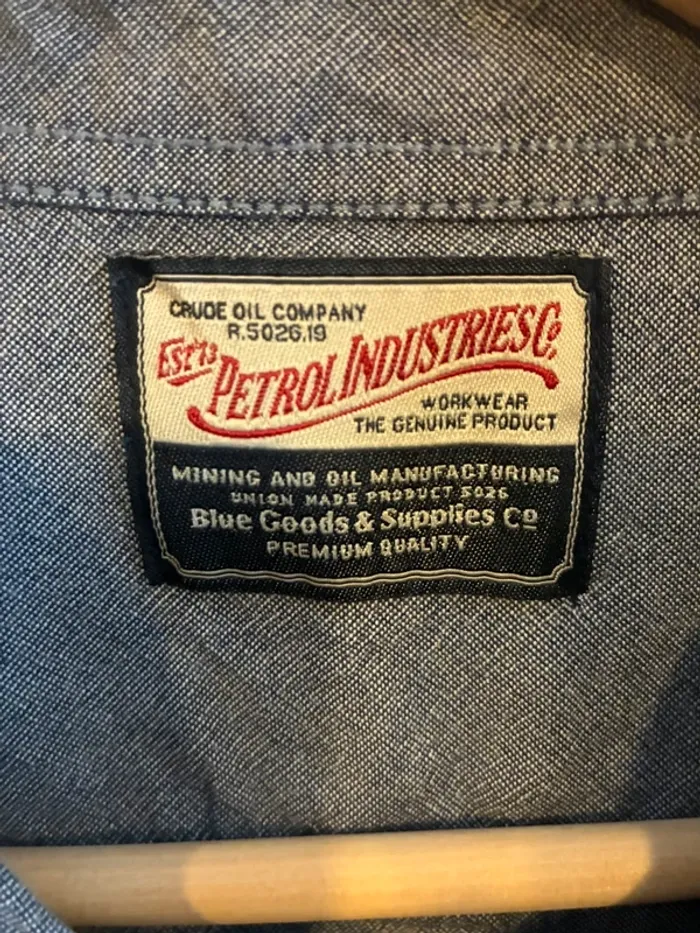 CRUDE OIL COMPANY
R.5026.19
EST'73
PETROL INDUSTRIES Co
WORKWEAR
THE GENUINE PRODUCT
MINING AND OIL MANUFACTURING
UNION MADE PRODUCT 5026
Blue Goods & Supplies Co
PREMIUM QUALITY